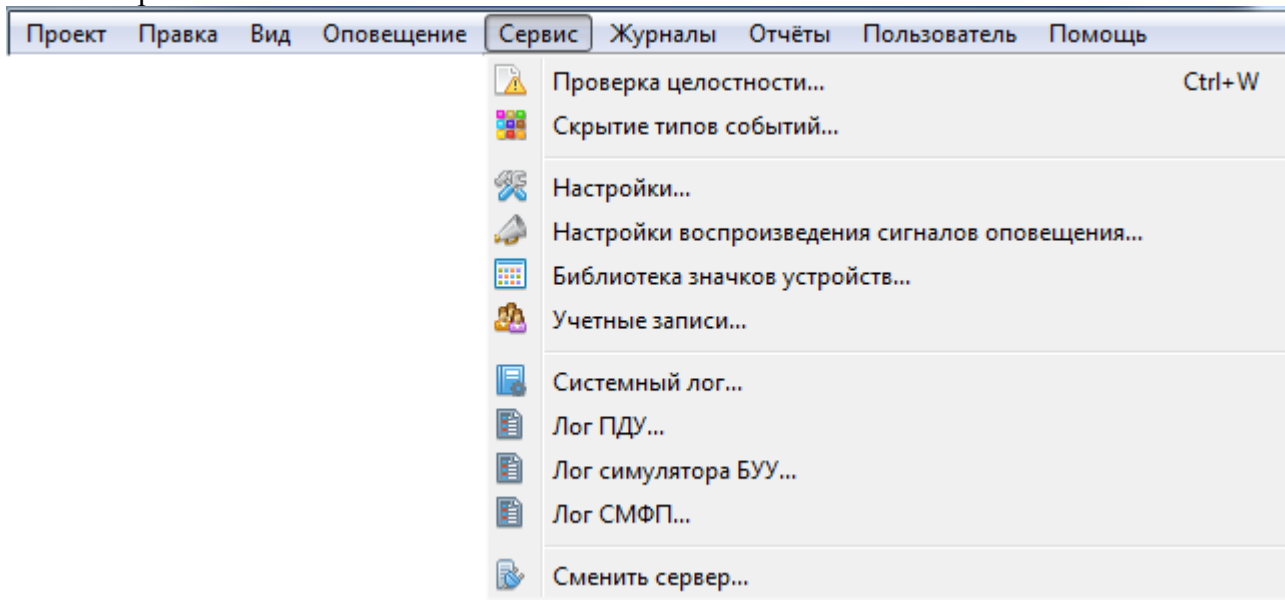 Проект Правка Вид Оповещение Сервис Журналы Отчёты Пользователь Помощь
Проверка целостности... Ctrl+W
Скрытие типов событий...
Настройки...
Настройки воспроизведения сигналов оповещения...
Библиотека значков устройств...
Учетные записи...
Системный лог...
Лог ПДУ...
Лог симулятора БУУ...
Лог СМФП...
Сменить сервер...